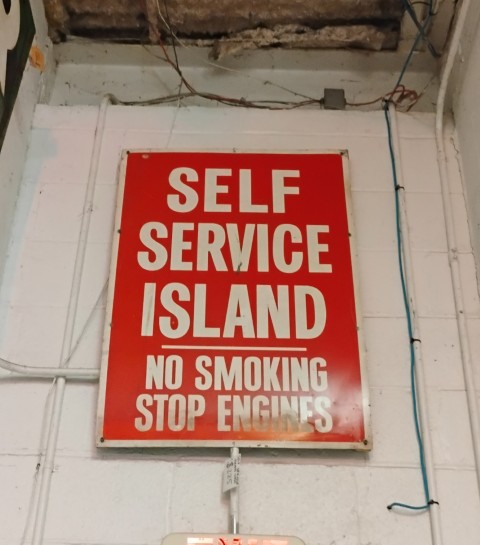 SELF
SERVICE
ISLAND
NO SMOKING
STOP ENGINES